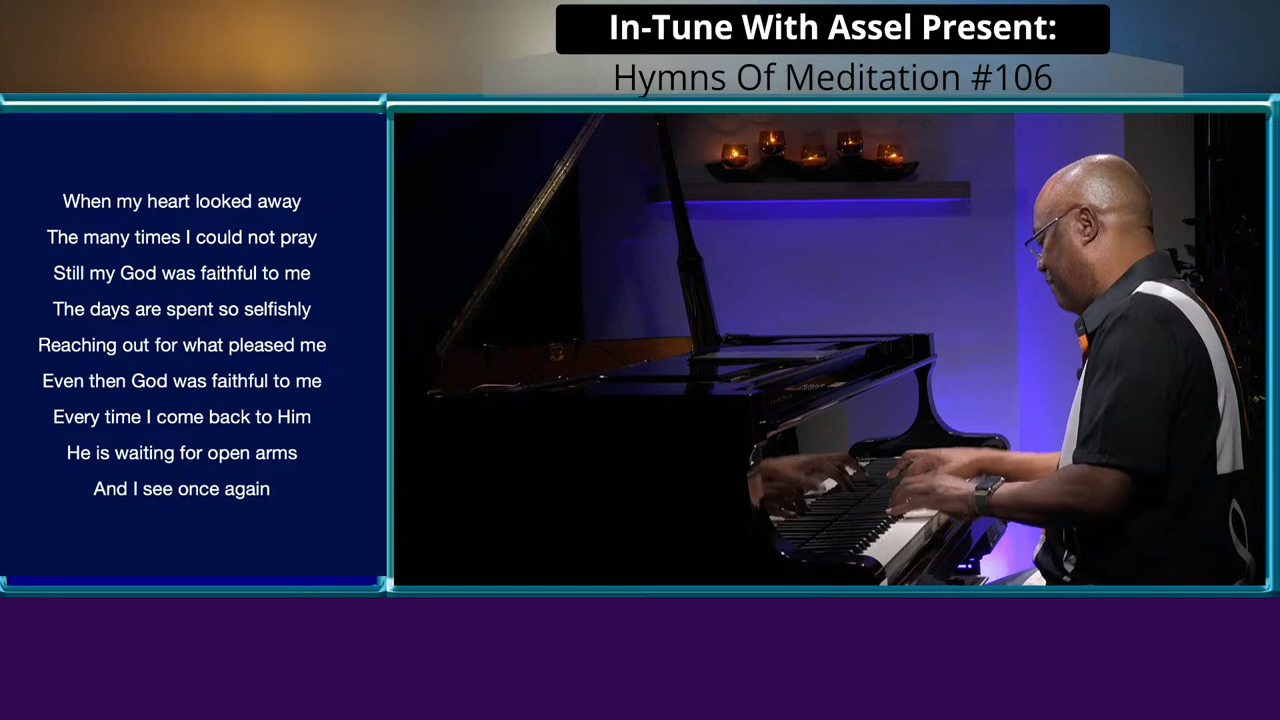 In-Tune With Assel Present:
Hymns Of Meditation #106
When my heart looked away
The many times I could not pray
Still my God was faithful to me
The days are spent so selfishly
Reaching out for what pleased me
Even then God was faithful to me
Every time I come back to Him
He is waiting for open arms
And I see once again